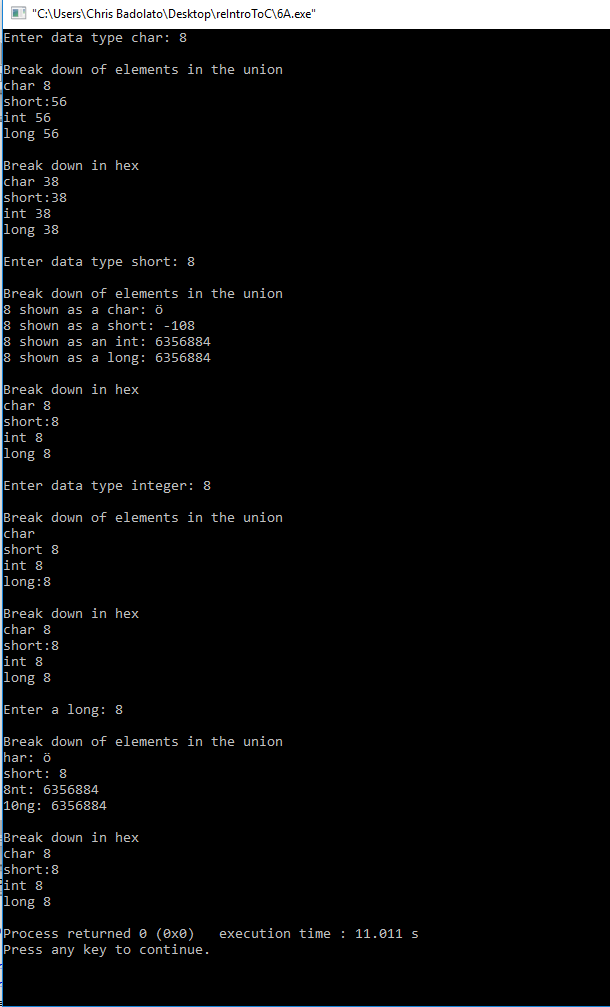 "C:\Users\Chris Badolato\Desktop\reIntroToC\6A.exe"
Enter data type char: 8
Break down of elements in the union
char 8
short:56
int 56
long 56
Break down in hex
char 38
short:38
int 38
long 38
Enter data type short: 8
Break down of elements in the union
8 shown as a char: ö
8 shown as a short: -108
8 shown as an int: 6356884
8 shown as a long: 6356884
Break down in hex
char 8
short:8
int 8
long 8
Enter data type integer: 8
Break down of elements in the union
char
short 8
int 8
long:8
Break down in hex
char 8
short:8
int 8
long 8
Enter a long: 8
Break down of elements in the union
har: ö
short: 8
8nt: 6356884
10ng: 6356884
Break down in hex
char 8
short:8
int 8
long 8
Process returned 0 (0x0)   execution time : 11.011 s
Press any key to continue.